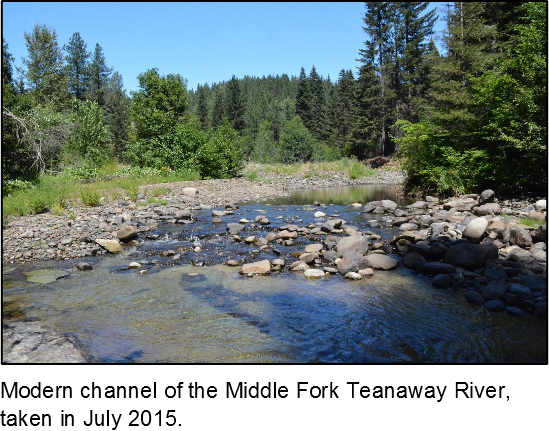 Modern channel of the Middle Fork Teanaway River,
taken in July 2015.